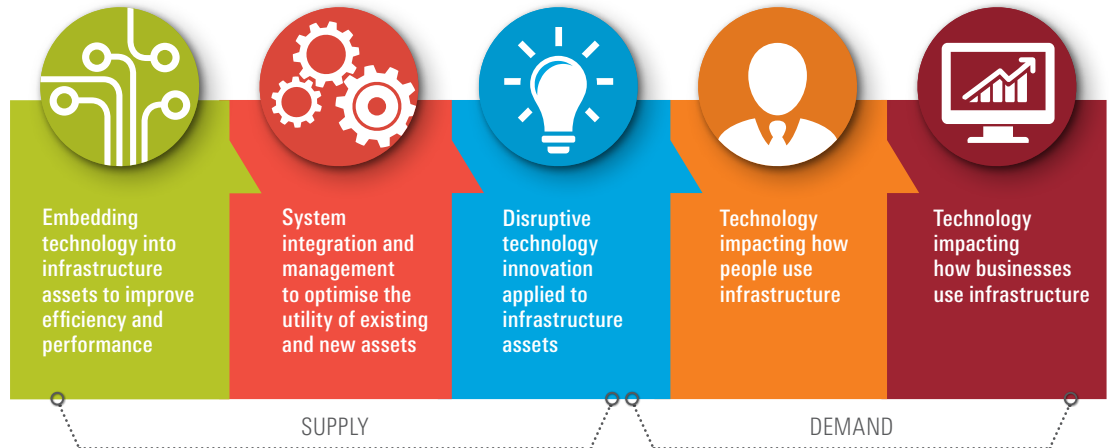 Embedding
technology into
infrastructure
assets to improve
efficiency and
performance
System
integration and
management
to optimise the
utility of existing
and new assets
Disruptive
technology
innovation
applied to
infrastructure
assets
Technology
impacting how
people use
infrastructure
Technology
impacting
how businesses
use infrastructure
SUPPLY
DEMAND